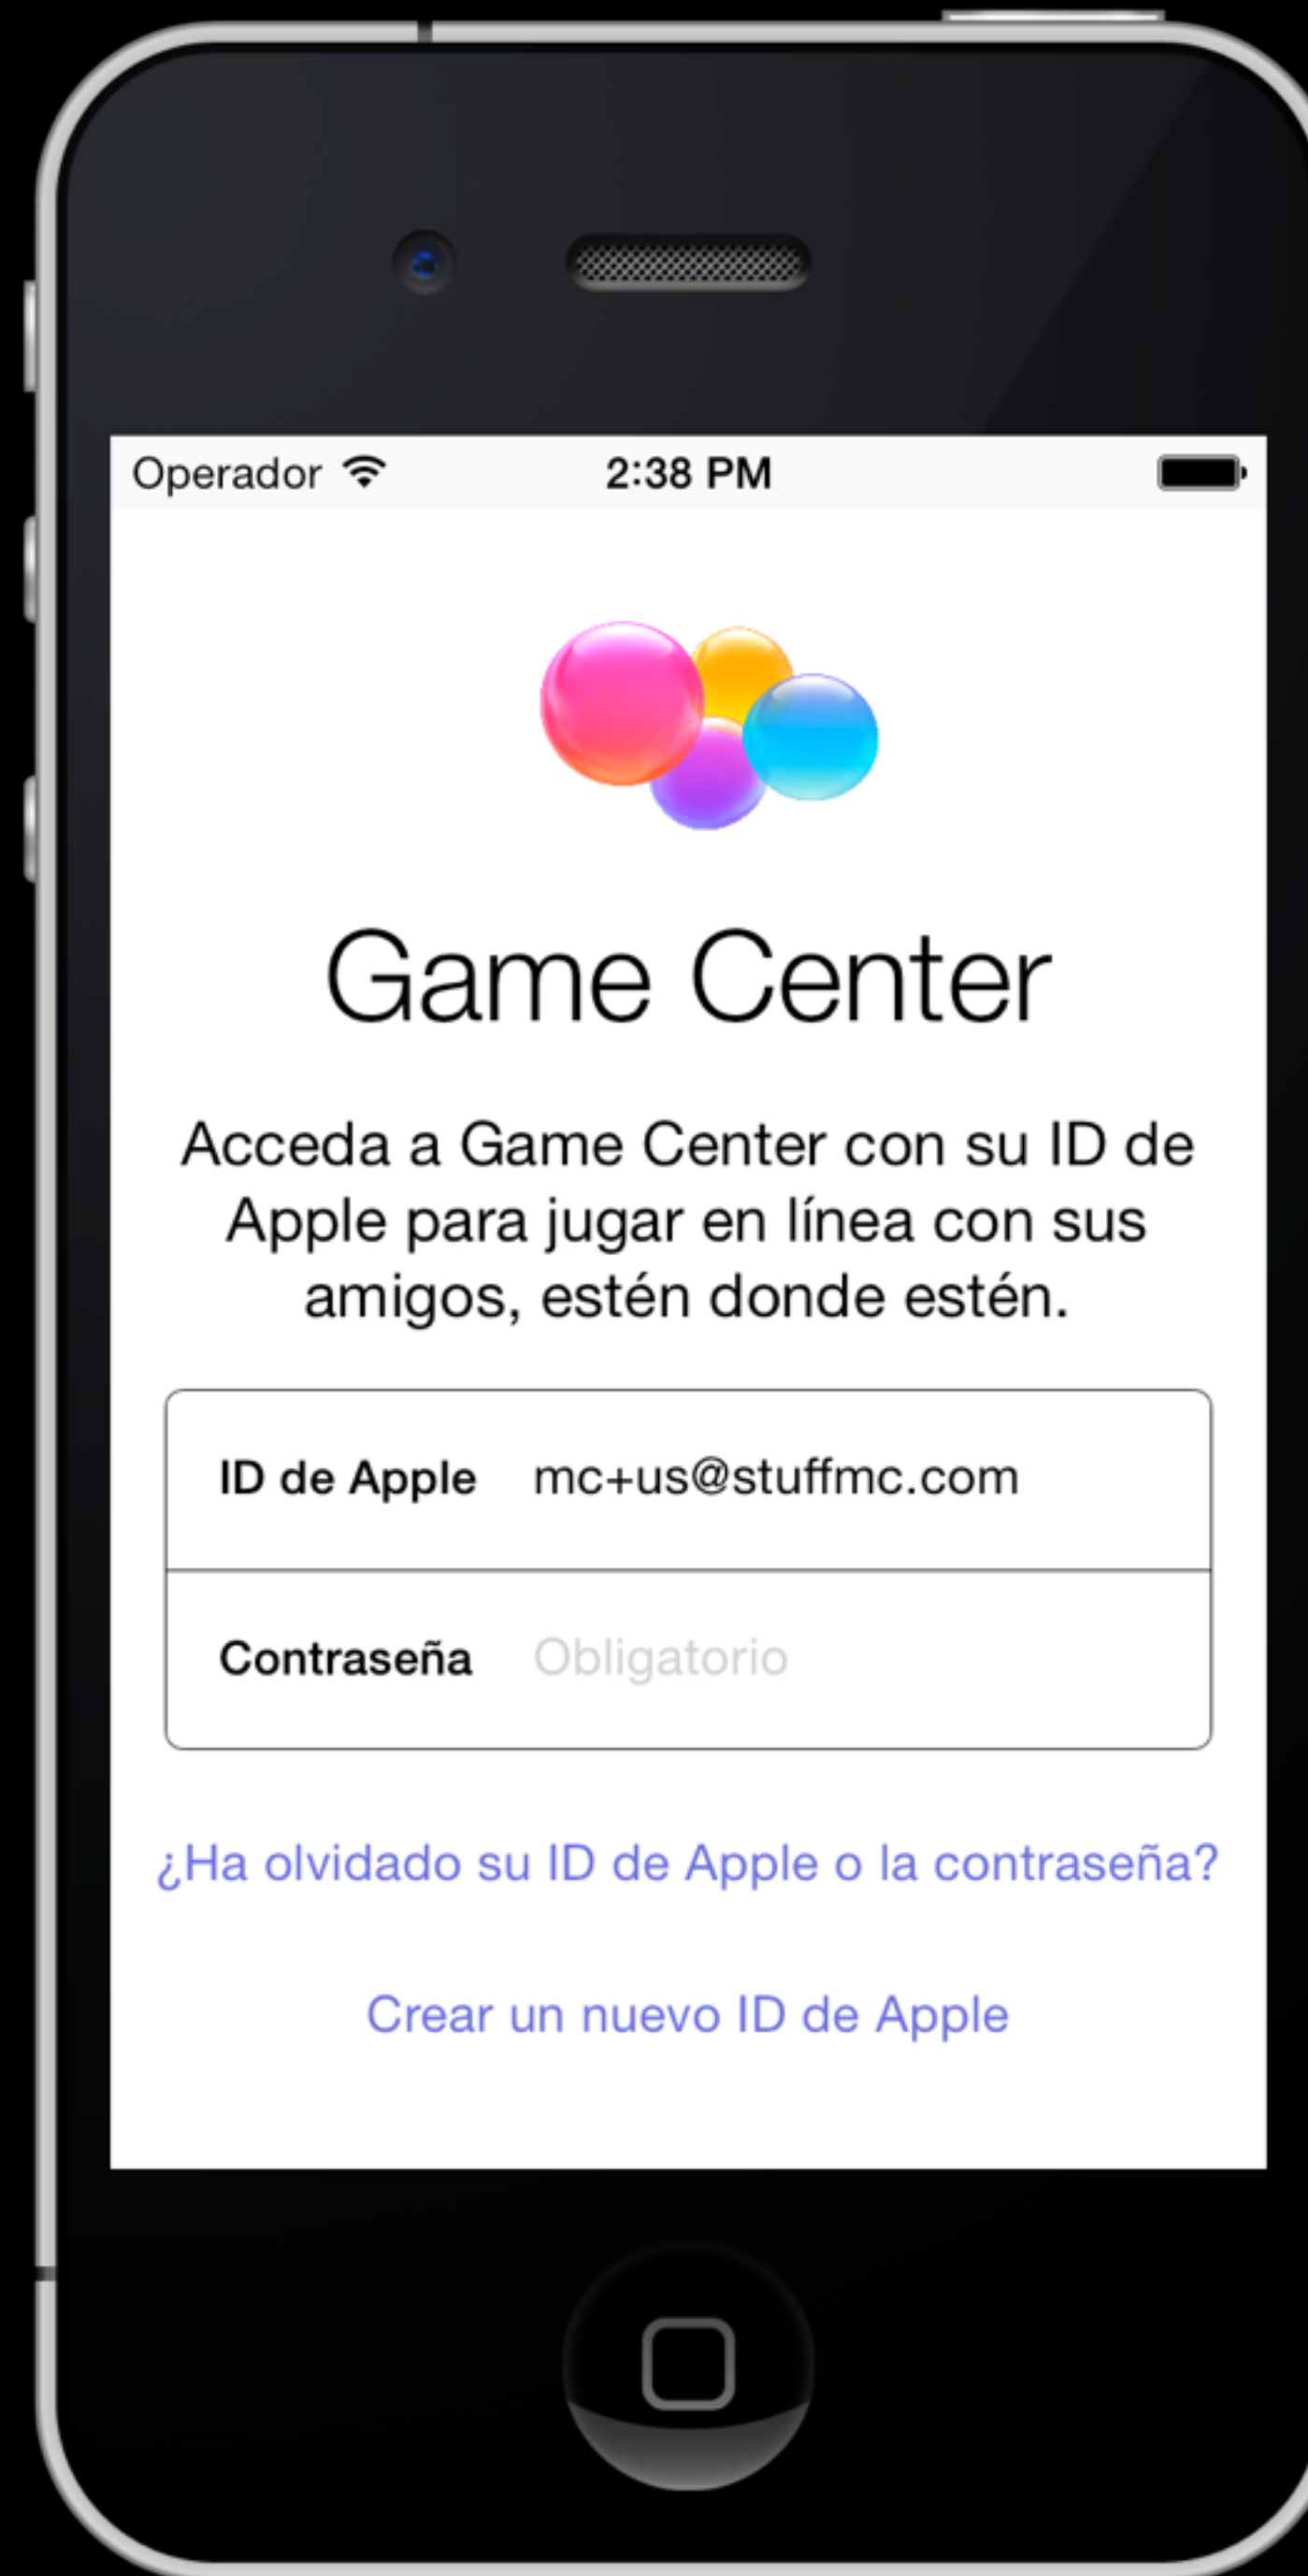 Operador 2:38 PM
Game Center
Acceda a Game Center con su ID de
Apple para jugar en línea con sus
amigos, estén donde estén.
ID de Apple mc+us@stuffmc.com
Contraseña Obligatorio
¿Ha olvidado su ID de Apple o la contraseña?
Crear un nuevo ID de Apple